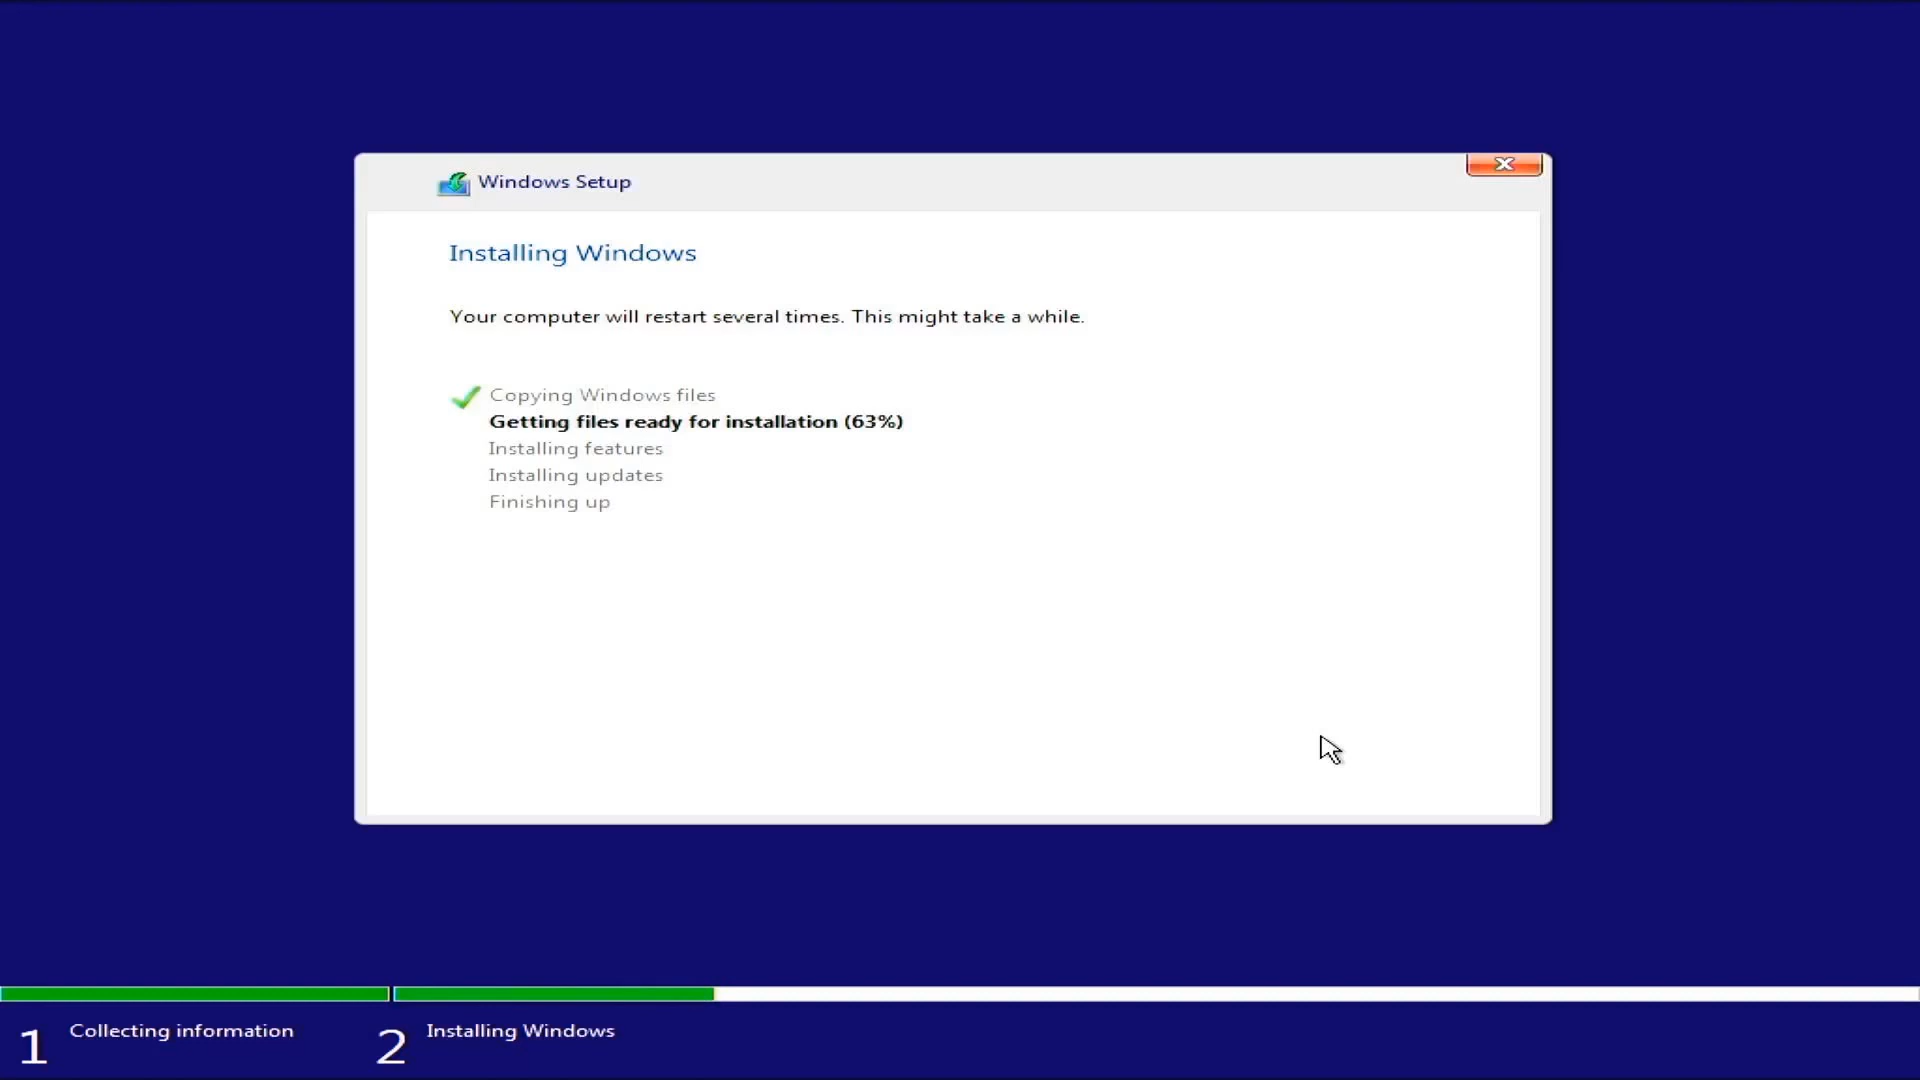 Windows Setup
Installing Windows
Your computer will restart several times. This might take a while.
Copying Windows files
Getting files ready for installation (63%)
Installing features
Installing updates
Finishing up
1 Collecting information
2 Installing Windows